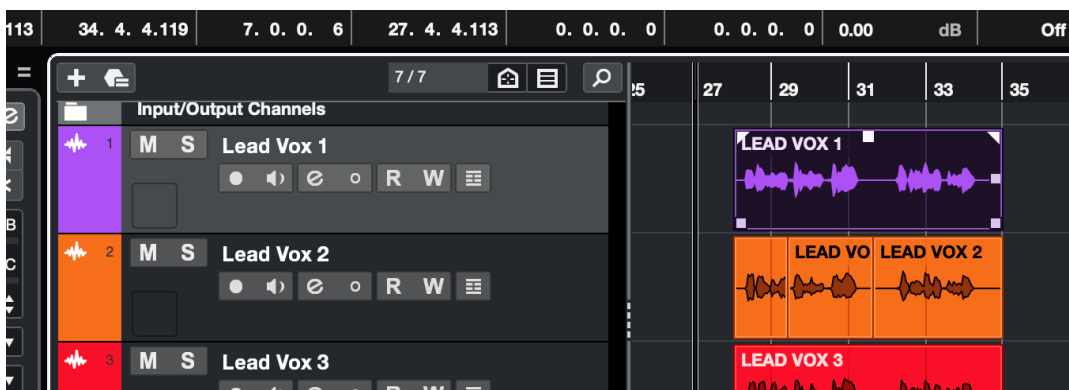 113 34. 4. 4.119 7. 0. 0. 6 27. 4. 4.113 0. 0. 0. 0 0. 0. 0. 0 0.00 dB Off
7/7
25 27 29 31 33 35
Input/Output Channels
1 M S Lead Vox 1
R W
LEAD VOX 1
B
2 M S Lead Vox 2
C
R W
LEAD VO LEAD VOX 2
3 M S Lead Vox 3
R W
LEAD VOX 3